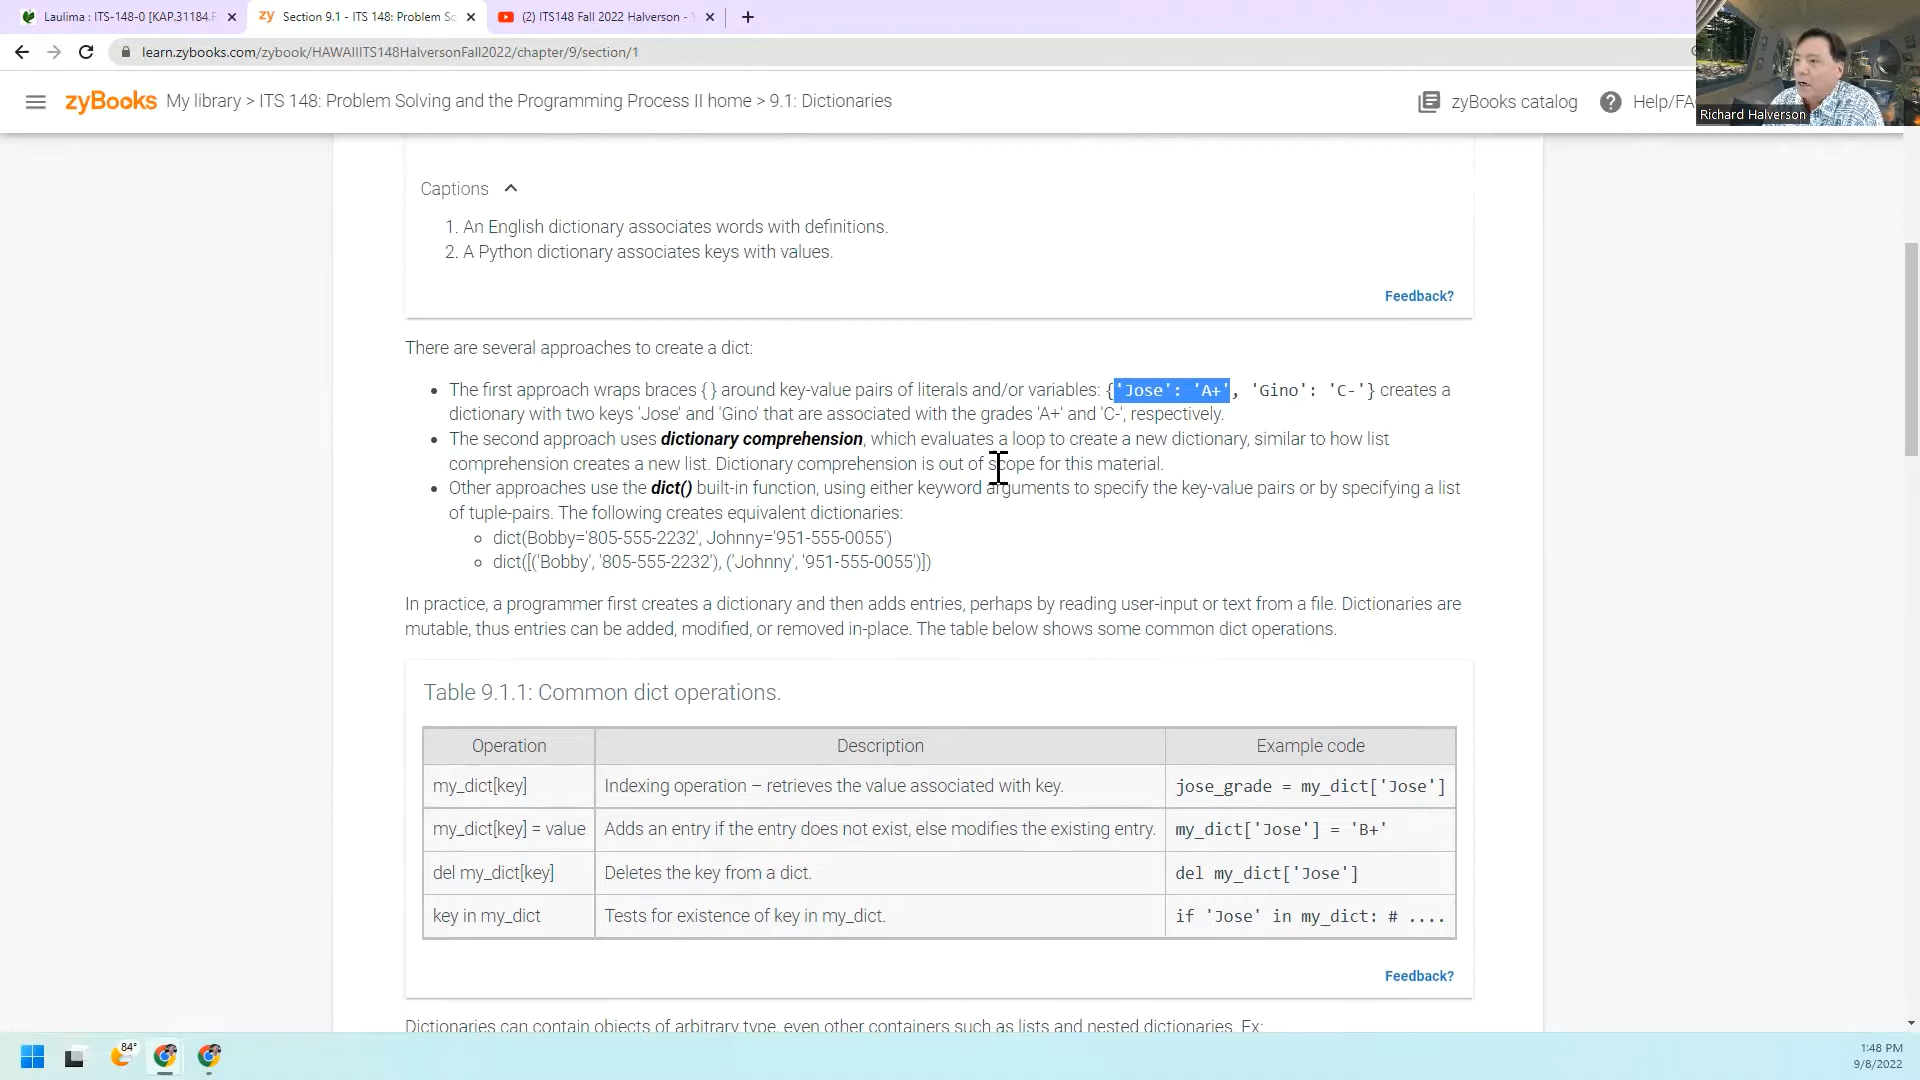 Laulima : ITS-148-0 [KAP.31184.F
Section 9.1 - ITS 148: Problem So
(2) ITS148 Fall 2022 Halverson -
learn.zybooks.com/zybook/HAWAIIITS148HalversonFall2022/chapter/9/section/1
zyBooks My library > ITS 148: Problem Solving and the Programming Process II home > 9.1: Dictionaries
zyBooks catalog
Help/FA
Richard Halverson
Captions
1. An English dictionary associates words with definitions.
2. A Python dictionary associates keys with values.
Feedback?
There are several approaches to create a dict:
• The first approach wraps braces { } around key-value pairs of literals and/or variables: {'Jose': 'A+', 'Gino': 'C-'} creates a
dictionary with two keys 'Jose' and 'Gino' that are associated with the grades 'A+' and 'C-', respectively.
• The second approach uses dictionary comprehension, which evaluates a loop to create a new dictionary, similar to how list
comprehension creates a new list. Dictionary comprehension is out of scope for this material.
• Other approaches use the dict() built-in function, using either keyword arguments to specify the key-value pairs or by specifying a list
of tuple-pairs. The following creates equivalent dictionaries:
◦ dict(Bobby='805-555-2232', Johnny='951-555-0055')
◦ dict([('Bobby', '805-555-2232'), ('Johnny', '951-555-0055')])
In practice, a programmer first creates a dictionary and then adds entries, perhaps by reading user-input or text from a file. Dictionaries are
mutable, thus entries can be added, modified, or removed in-place. The table below shows some common dict operations.
Table 9.1.1: Common dict operations.
Operation Description Example code
my_dict[key] Indexing operation – retrieves the value associated with key. jose_grade = my_dict['Jose']
my_dict[key] = value Adds an entry if the entry does not exist, else modifies the existing entry. my_dict['Jose'] = 'B+'
del my_dict[key] Deletes the key from a dict. del my_dict['Jose']
key in my_dict Tests for existence of key in my_dict. if 'Jose' in my_dict: # ....
Feedback?
Dictionaries can contain objects of arbitrary type, even other containers such as lists and nested dictionaries. Ex:
84°
1:48 PM
9/8/2022